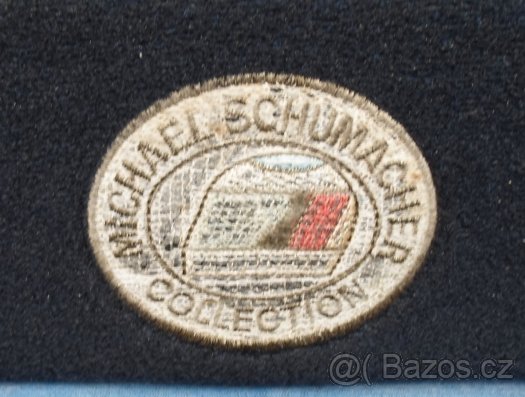 MICHAEL SCHUMACHER
COLLECTION
@( Bazos.cz